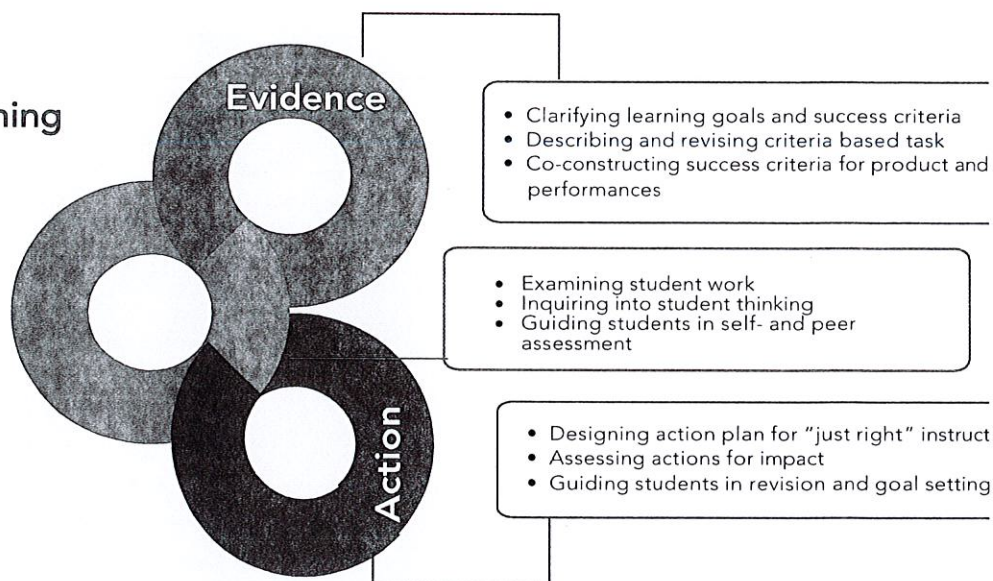 ning
Evidence
• Clarifying learning goals and success criteria
• Describing and revising criteria based task
• Co-constructing success criteria for product and
performances
• Examining student work
• Inquiring into student thinking
• Guiding students in self- and peer
assessment
Action
• Designing action plan for "just right" instruct
• Assessing actions for impact
• Guiding students in revision and goal setting